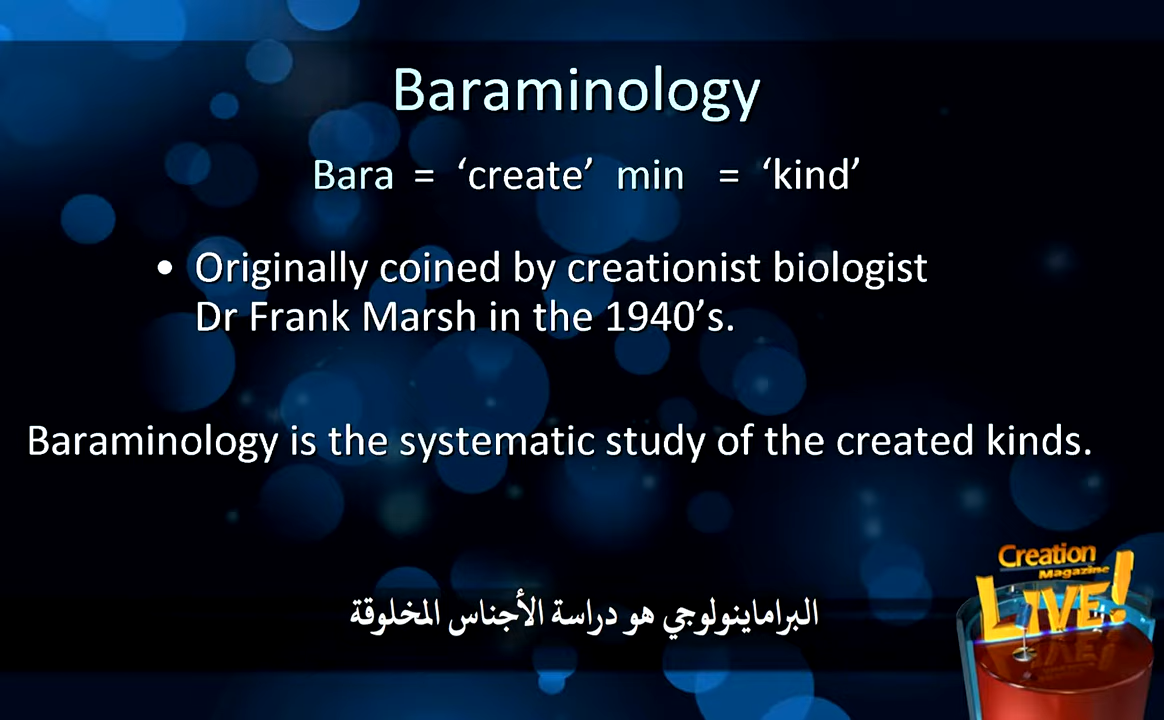 Baraminology
Bara = ‘create’ min = ‘kind’
• Originally coined by creationist biologist
Dr Frank Marsh in the 1940’s.
Baraminology is the systematic study of the created kinds.
البراماينولوجي هو دراسة الأجناس المخلوقة
Creation
Magazine
LIVE!